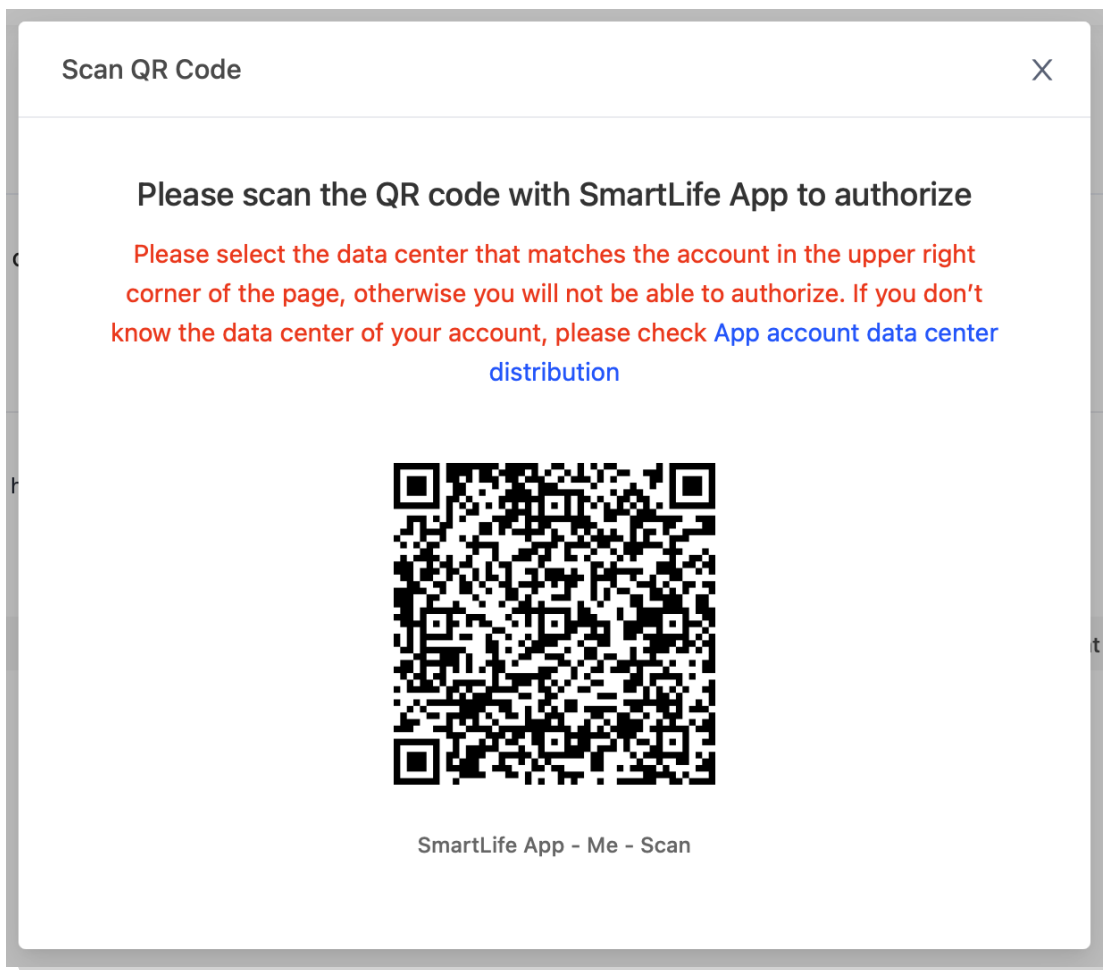 Scan QR Code
X
Please scan the QR code with SmartLife App to authorize
Please select the data center that matches the account in the upper right
corner of the page, otherwise you will not be able to authorize. If you don’t
know the data center of your account, please check App account data center
distribution
SmartLife App - Me - Scan